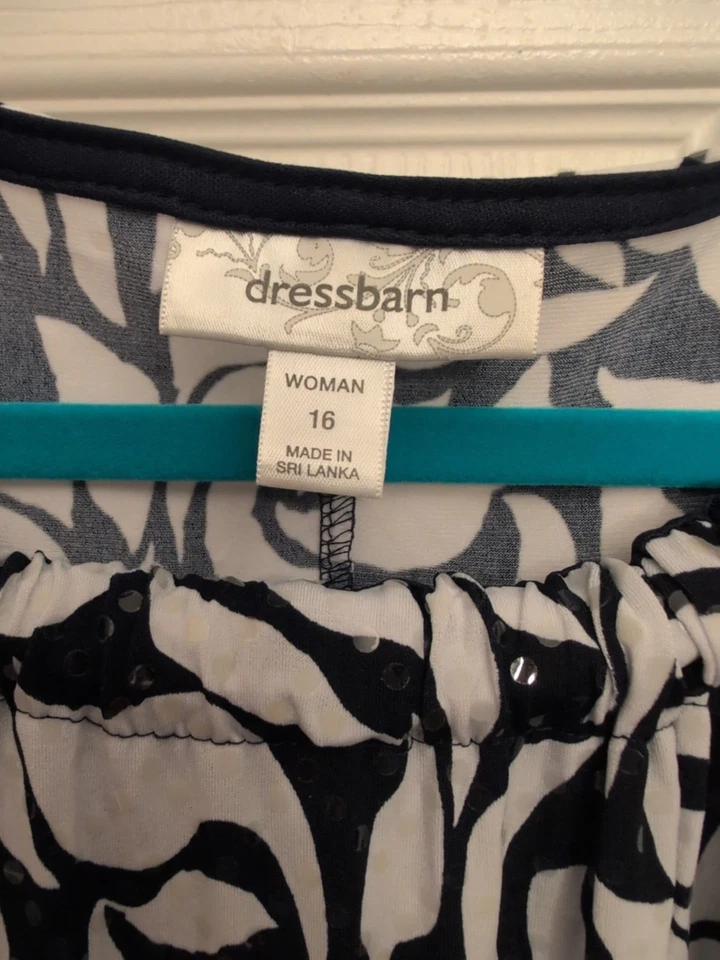 dressbarn
WOMAN
16
MADE IN
SRI LANKA